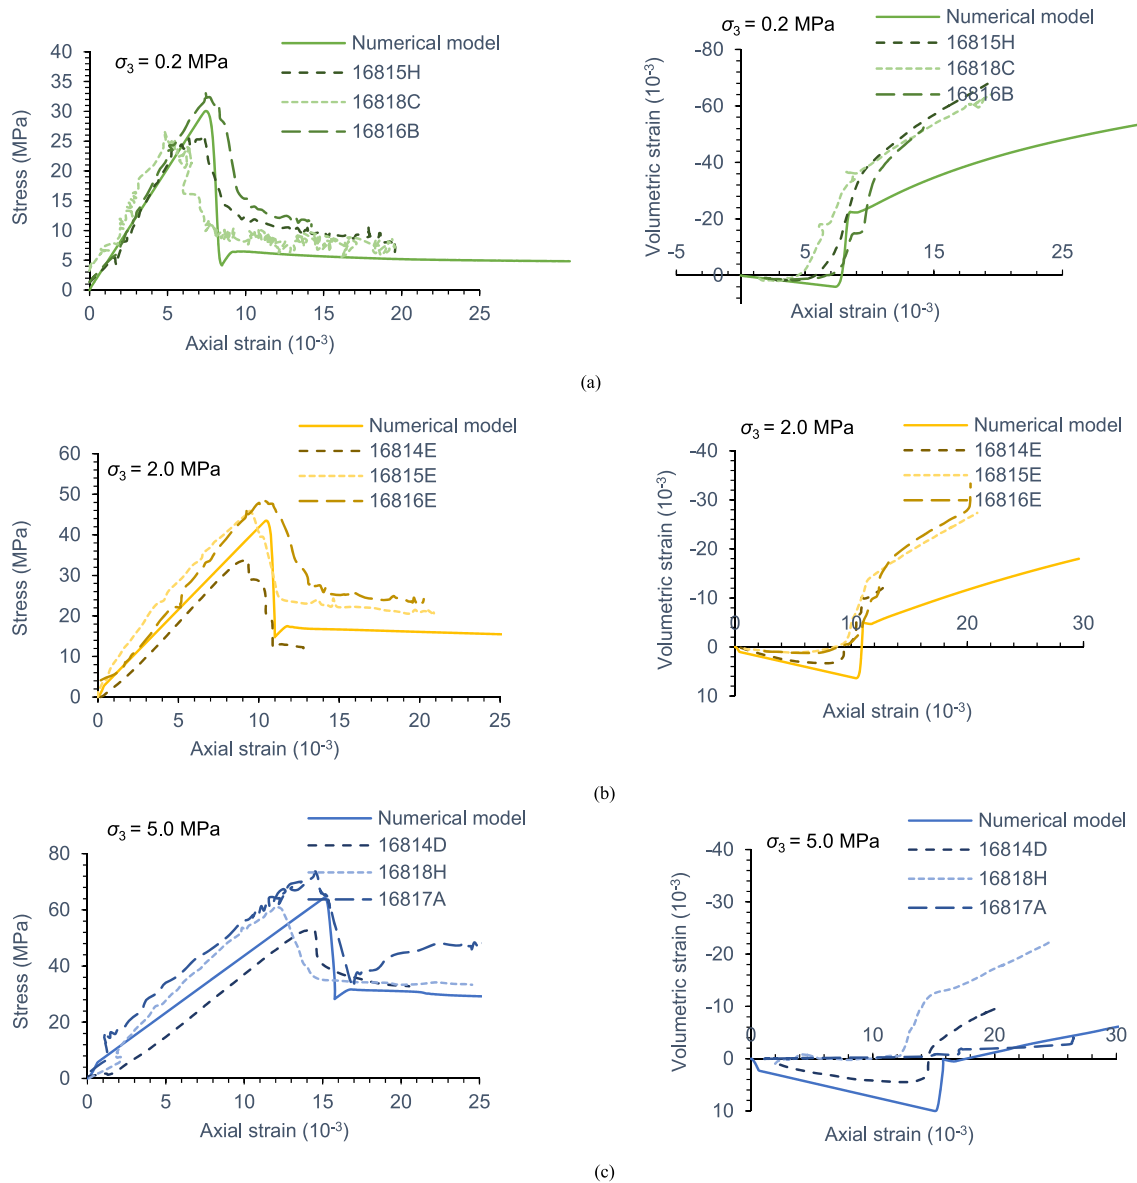 σ3 = 0.2 MPa
Numerical model
16815H
16818C
16816B
Stress (MPa)
40
35
30
25
20
15
10
5
0
0 5 10 15 20 25
Axial strain (10-3)
σ3 = 0.2 MPa
Numerical model
16815H
16818C
16816B
Volumetric strain (10-3)
-80
-60
-40
-20
0
-5 5 15 25
Axial strain (10-3)
(a)
σ3 = 2.0 MPa
Numerical model
16814E
16815E
16816E
Stress (MPa)
60
50
40
30
20
10
0
0 5 10 15 20 25
Axial strain (10-3)
σ3 = 2.0 MPa
Numerical model
16814E
16815E
16816E
Volumetric strain (10-3)
-40
-30
-20
-10
0
10
0 10 20 30
Axial strain (10-3)
(b)
σ3 = 5.0 MPa
Numerical model
16814D
16818H
16817A
Stress (MPa)
80
60
40
20
0
0 5 10 15 20 25
Axial strain (10-3)
σ3 = 5.0 MPa
Numerical model
16814D
16818H
16817A
Volumetric strain (10-3)
-40
-30
-20
-10
0
10
0 10 20 30
Axial strain (10-3)
(c)